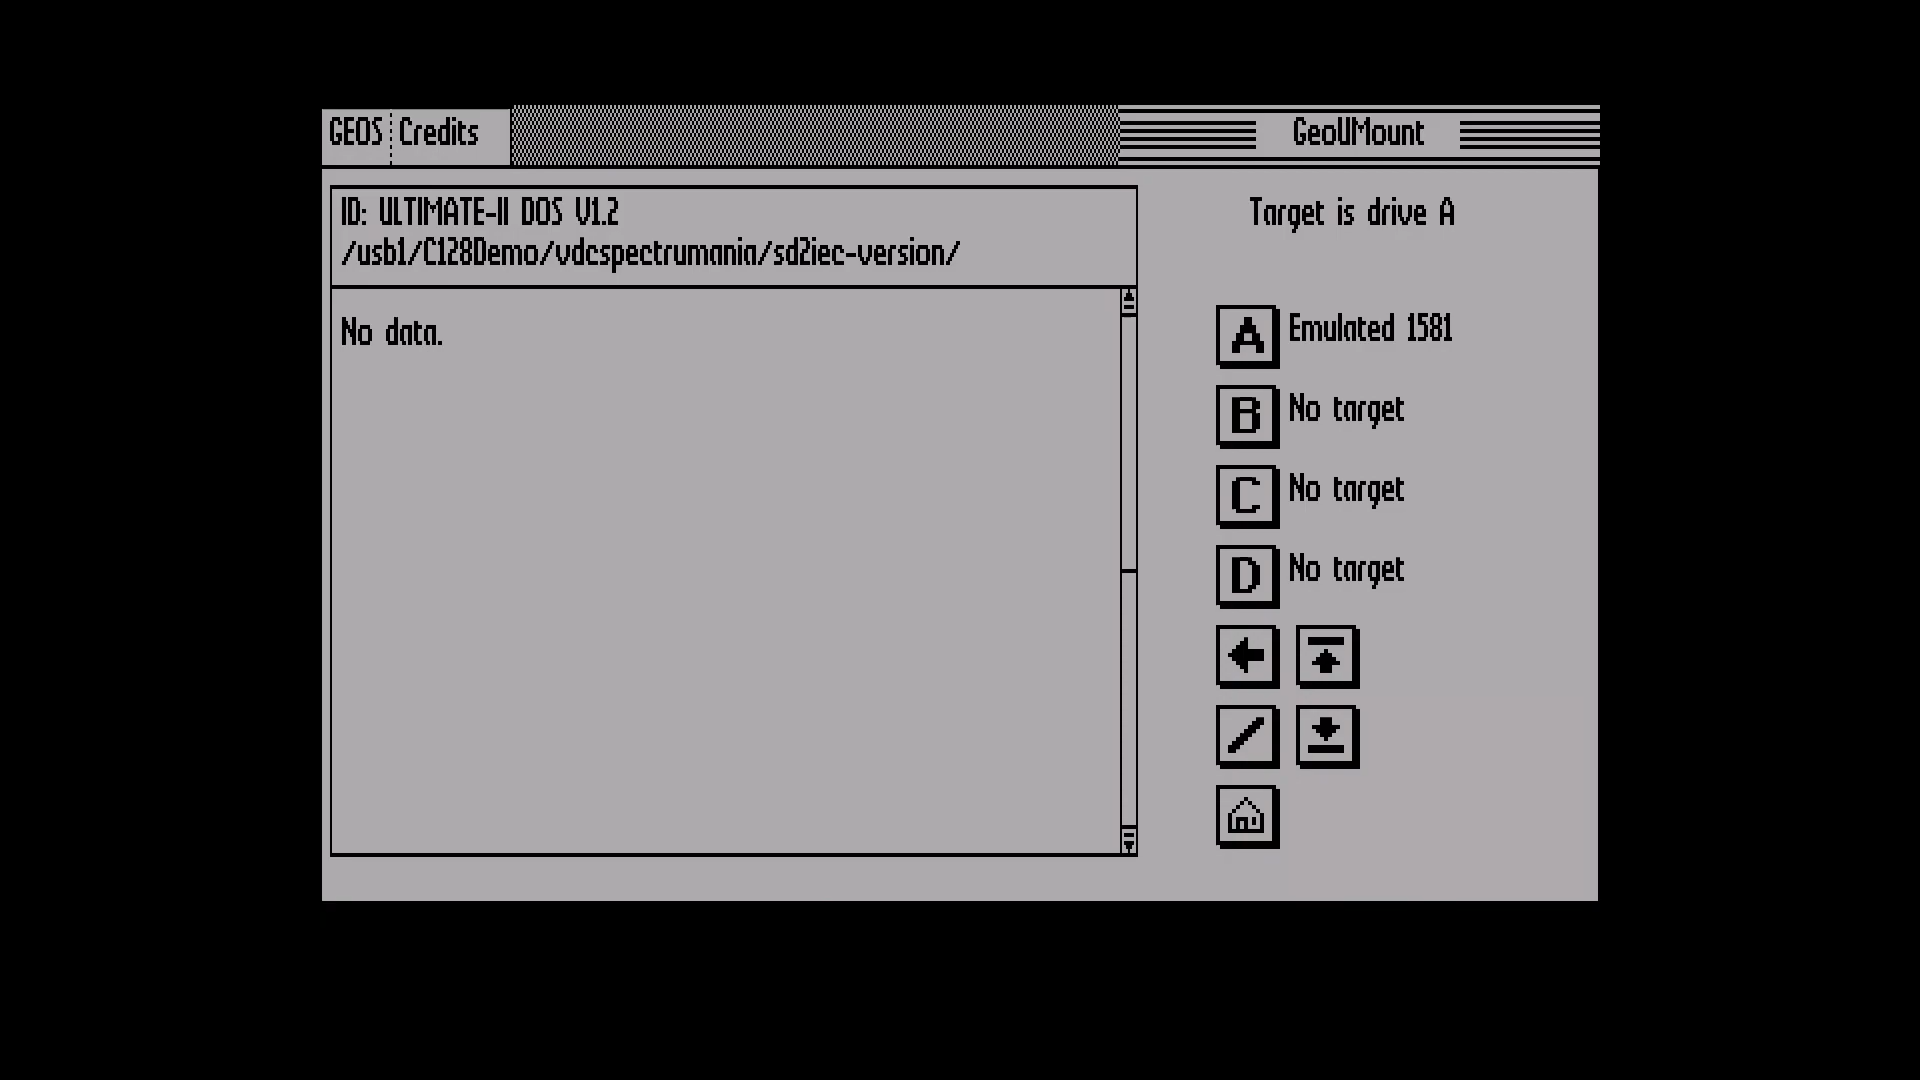 GEOS Credits
GeoUMount
ID: ULTIMATE-II DOS V1.2
/usb1/C128Demo/vdcspectrumania/sd2iec-version/
No data.
Target is drive A
A Emulated 1581
B No target
C No target
D No target